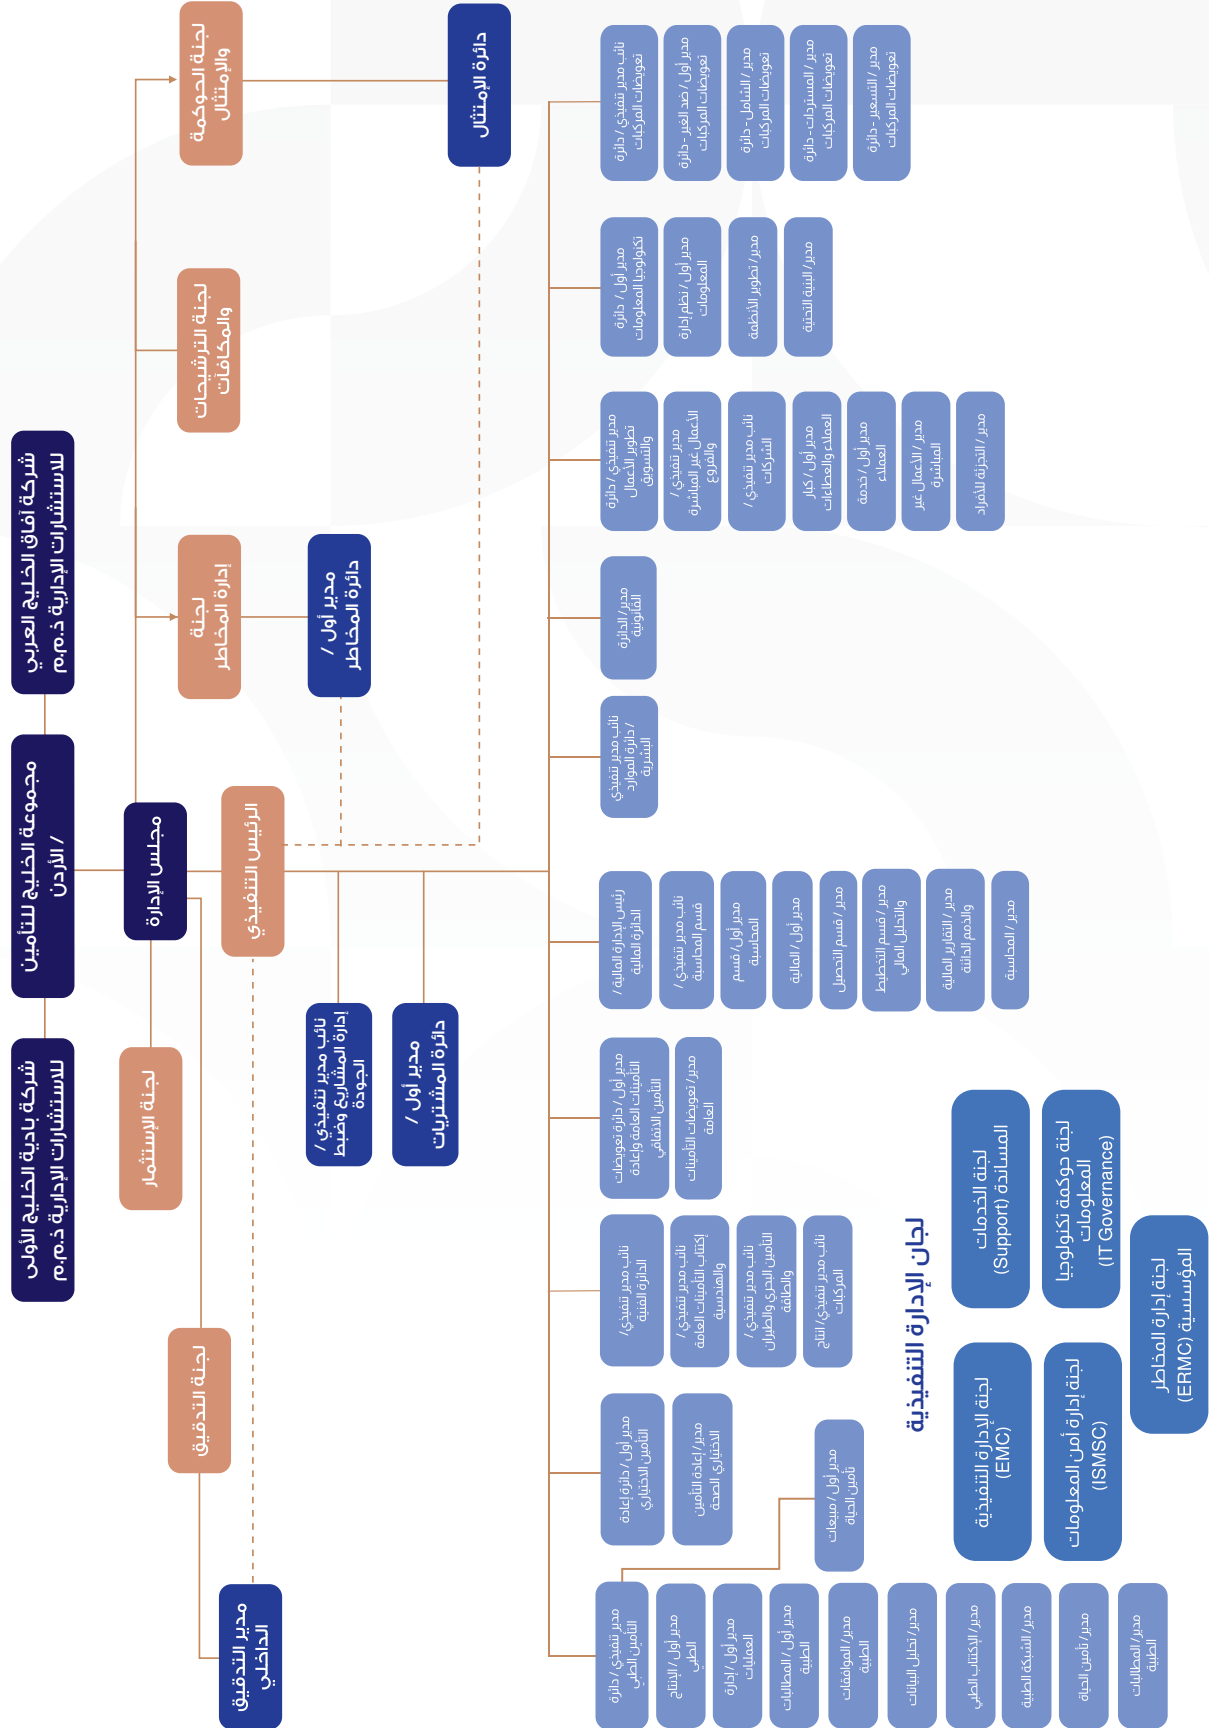 شركة بادية الخليج الأولى
للاستشارات الإدارية ذ.م.م
مجموعة الخليج للتأمين
/ الأردن
شركة آفاق الخليج العربي
للاستشارات الإدارية ذ.م.م
مجلس الإدارة
لجنة الإستثمار
لجنة التدقيق
لجنة
إدارة المخاطر
لجنة الترشيحات
والمكافآت
لجنة الحوكمة
والإمتثال
الرئيس التنفيذي
مدير التدقيق
الداخلي
نائب مدير تنفيذي /
إدارة المشاريع وضبط
الجودة
مدير أول /
دائرة المشتريات
مدير أول /
دائرة المخاطر
دائرة الإمتثال
مدير تنفيذي / دائرة
التأمين الطبي
مدير أول / الإنتاج
الطبي
مدير أول / إدارة
العمليات
مدير أول / المطالبات
الطبية
مدير/ الموافقات
الطبية
مدير/ تحليل البيانات
مدير/ الإكتتاب الطبي
مدير/ الشبكة الطبية
مدير/ تأمين الحياة
مدير/ المطالبات
الطبية
مدير أول / مبيعات
تأمين الحياة
مدير أول / دائرة إعادة
التأمين الاختياري
مدير/ إعادة التأمين
الاختياري الصحة
نائب مدير تنفيذي/
الدائرة الفنية
نائب مدير تنفيذي /
إكتتاب التأمينات العامة
والهندسية
نائب مدير تنفيذي /
التأمين البحري والطيران
والطاقة
نائب مدير تنفيذي/ انتاج
المركبات
مدير أول / دائرة تعويضات
التأمينات العامة وإعادة
التأمين الاتفاقي
مدير/ تعويضات التأمينات
العامة
رئيس الإدارة المالية /
الدائرة المالية
نائب مدير تنفيذي /
قسم المحاسبة
مدير أول/ قسم
المحاسبة
مدير أول / المالية
مدير / قسم التحصيل
مدير / قسم التخطيط
والتحليل المالي
مدير / التقارير المالية
والذمم الدائنة
مدير / المحاسبة
نائب مدير تنفيذي
/ دائرة الموارد
البشرية
مدير/ الدائرة
القانونية
مدير تنفيذي / دائرة
تطوير الأعمال
والتسويق
مدير تنفيذي /
الأعمال غير المباشرة
والفروع
نائب مدير تنفيذي /
الشركات
مدير أول / كبار
العملاء والعطاءات
مدير أول / خدمة
العملاء
مدير / الأعمال غير
المباشرة
مدير / التجزئة للأفراد
مدير أول / دائرة
تكنولوجيا المعلومات
مدير أول / نظم إدارة
المعلومات
مدير/ تطوير الأنظمة
مدير/ البنية التحتية
نائب مدير تنفيذي / دائرة
تعويضات المركبات
مدير أول / ضد الغير - دائرة
تعويضات المركبات
مدير / الشامل - دائرة
تعويضات المركبات
مدير / المستردات - دائرة
تعويضات المركبات
مدير / التسعير - دائرة
تعويضات المركبات
لجان الإدارة التنفيذية
لجنة الإدارة التنفيذية
(EMC)
لجنة الخدمات
المساندة (Support)
لجنة إدارة أمن المعلومات
(ISMSC)
لجنة حوكمة تكنولوجيا
المعلومات
(IT Governance)
لجنة إدارة المخاطر
المؤسسية (ERMC)